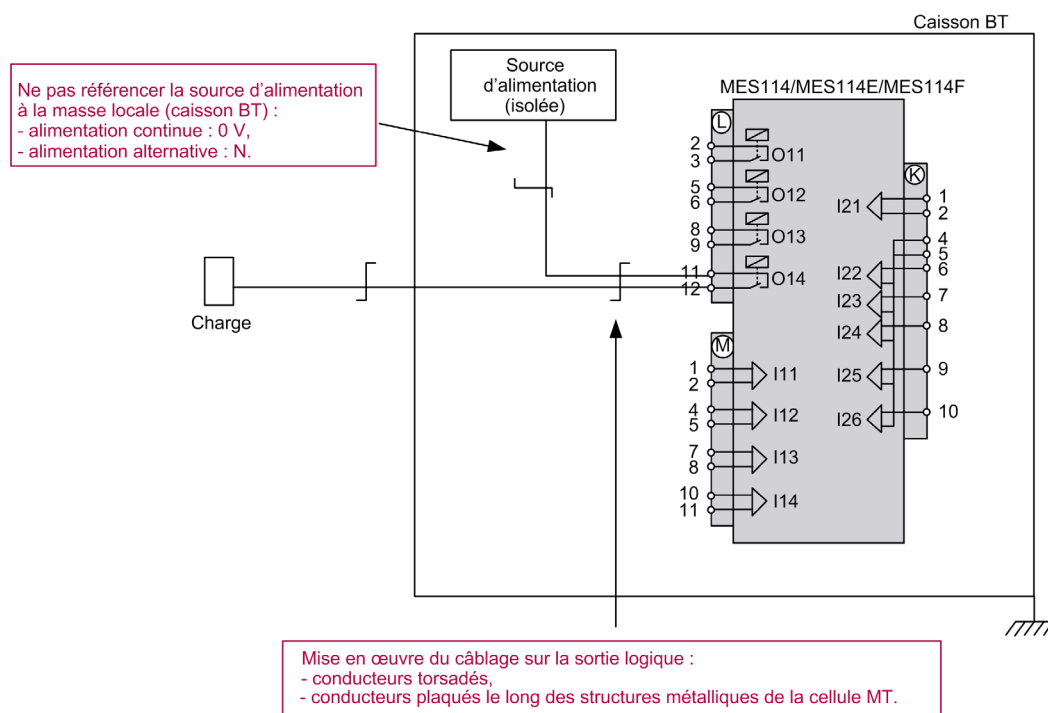 Caisson BT
Source
d'alimentation
(isolée)
Ne pas référencer la source d'alimentation
à la masse locale (caisson BT) :
- alimentation continue : 0 V,
- alimentation alternative : N.
MES114/MES114E/MES114F
L
2
3
O11
5
6
O12
8
9
O13
11
12
O14
K
I21
1
2
4
5
I22
6
I23
7
I24
8
I25
9
I26
10
Charge
M
1
2
I11
4
5
I12
7
8
I13
10
11
I14
Mise en œuvre du câblage sur la sortie logique :
- conducteurs torsadés,
- conducteurs plaqués le long des structures métalliques de la cellule MT.